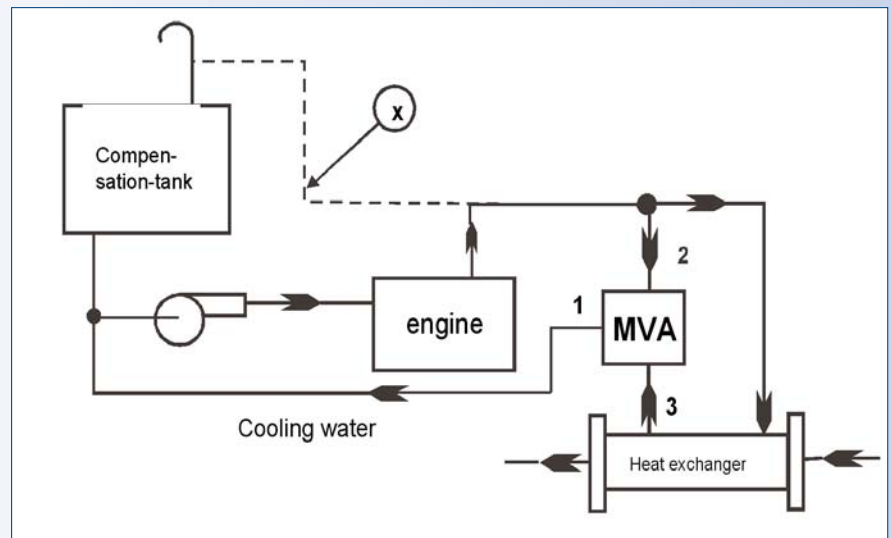 x
Compen-
sation-tank
2
1
engine
MVA
3
Cooling water
Heat exchanger